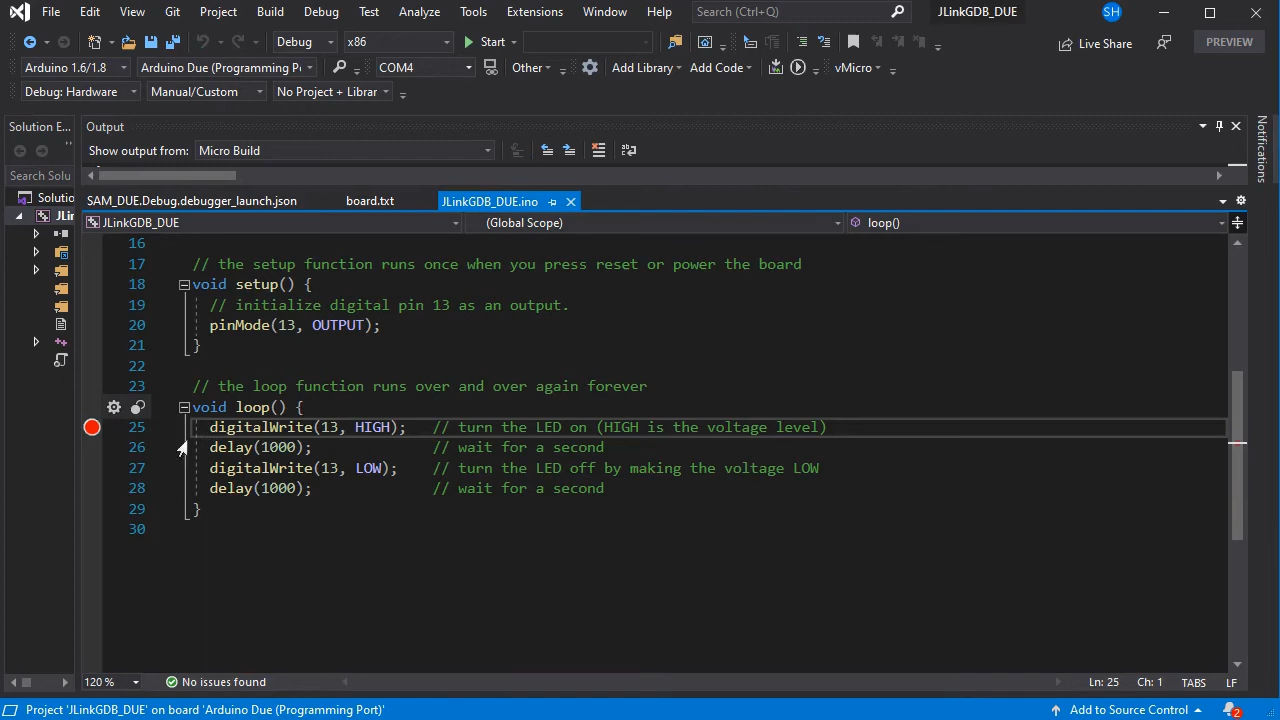 File Edit View Git Project Build Debug Test Analyze Tools Extensions Window Help Search (Ctrl+Q) JLinkGDB_DUE SH
Debug x86 Start Live Share PREVIEW
Arduino 1.6/1.8 Arduino Due (Programming P COM4 Other Add Library Add Code vMicro
Debug: Hardware Manual/Custom No Project + Librar
Solution E... Output
Show output from: Micro Build
Notifications
Search Solu
Solutio
JLi
SAM_DUE.Debug.debugger_launch.json board.txt JLinkGDB_DUE.ino
JLinkGDB_DUE (Global Scope) loop()
16
17 // the setup function runs once when you press reset or power the board
18 void setup() {
19 // initialize digital pin 13 as an output.
20 pinMode(13, OUTPUT);
21 }
22
23 // the loop function runs over and over again forever
void loop() {
25 digitalWrite(13, HIGH); // turn the LED on (HIGH is the voltage level)
26 delay(1000); // wait for a second
27 digitalWrite(13, LOW); // turn the LED off by making the voltage LOW
28 delay(1000); // wait for a second
29 }
30
120 % No issues found Ln: 25 Ch: 1 TABS LF
Project 'JLinkGDB_DUE' on board 'Arduino Due (Programming Port)' Add to Source Control 2